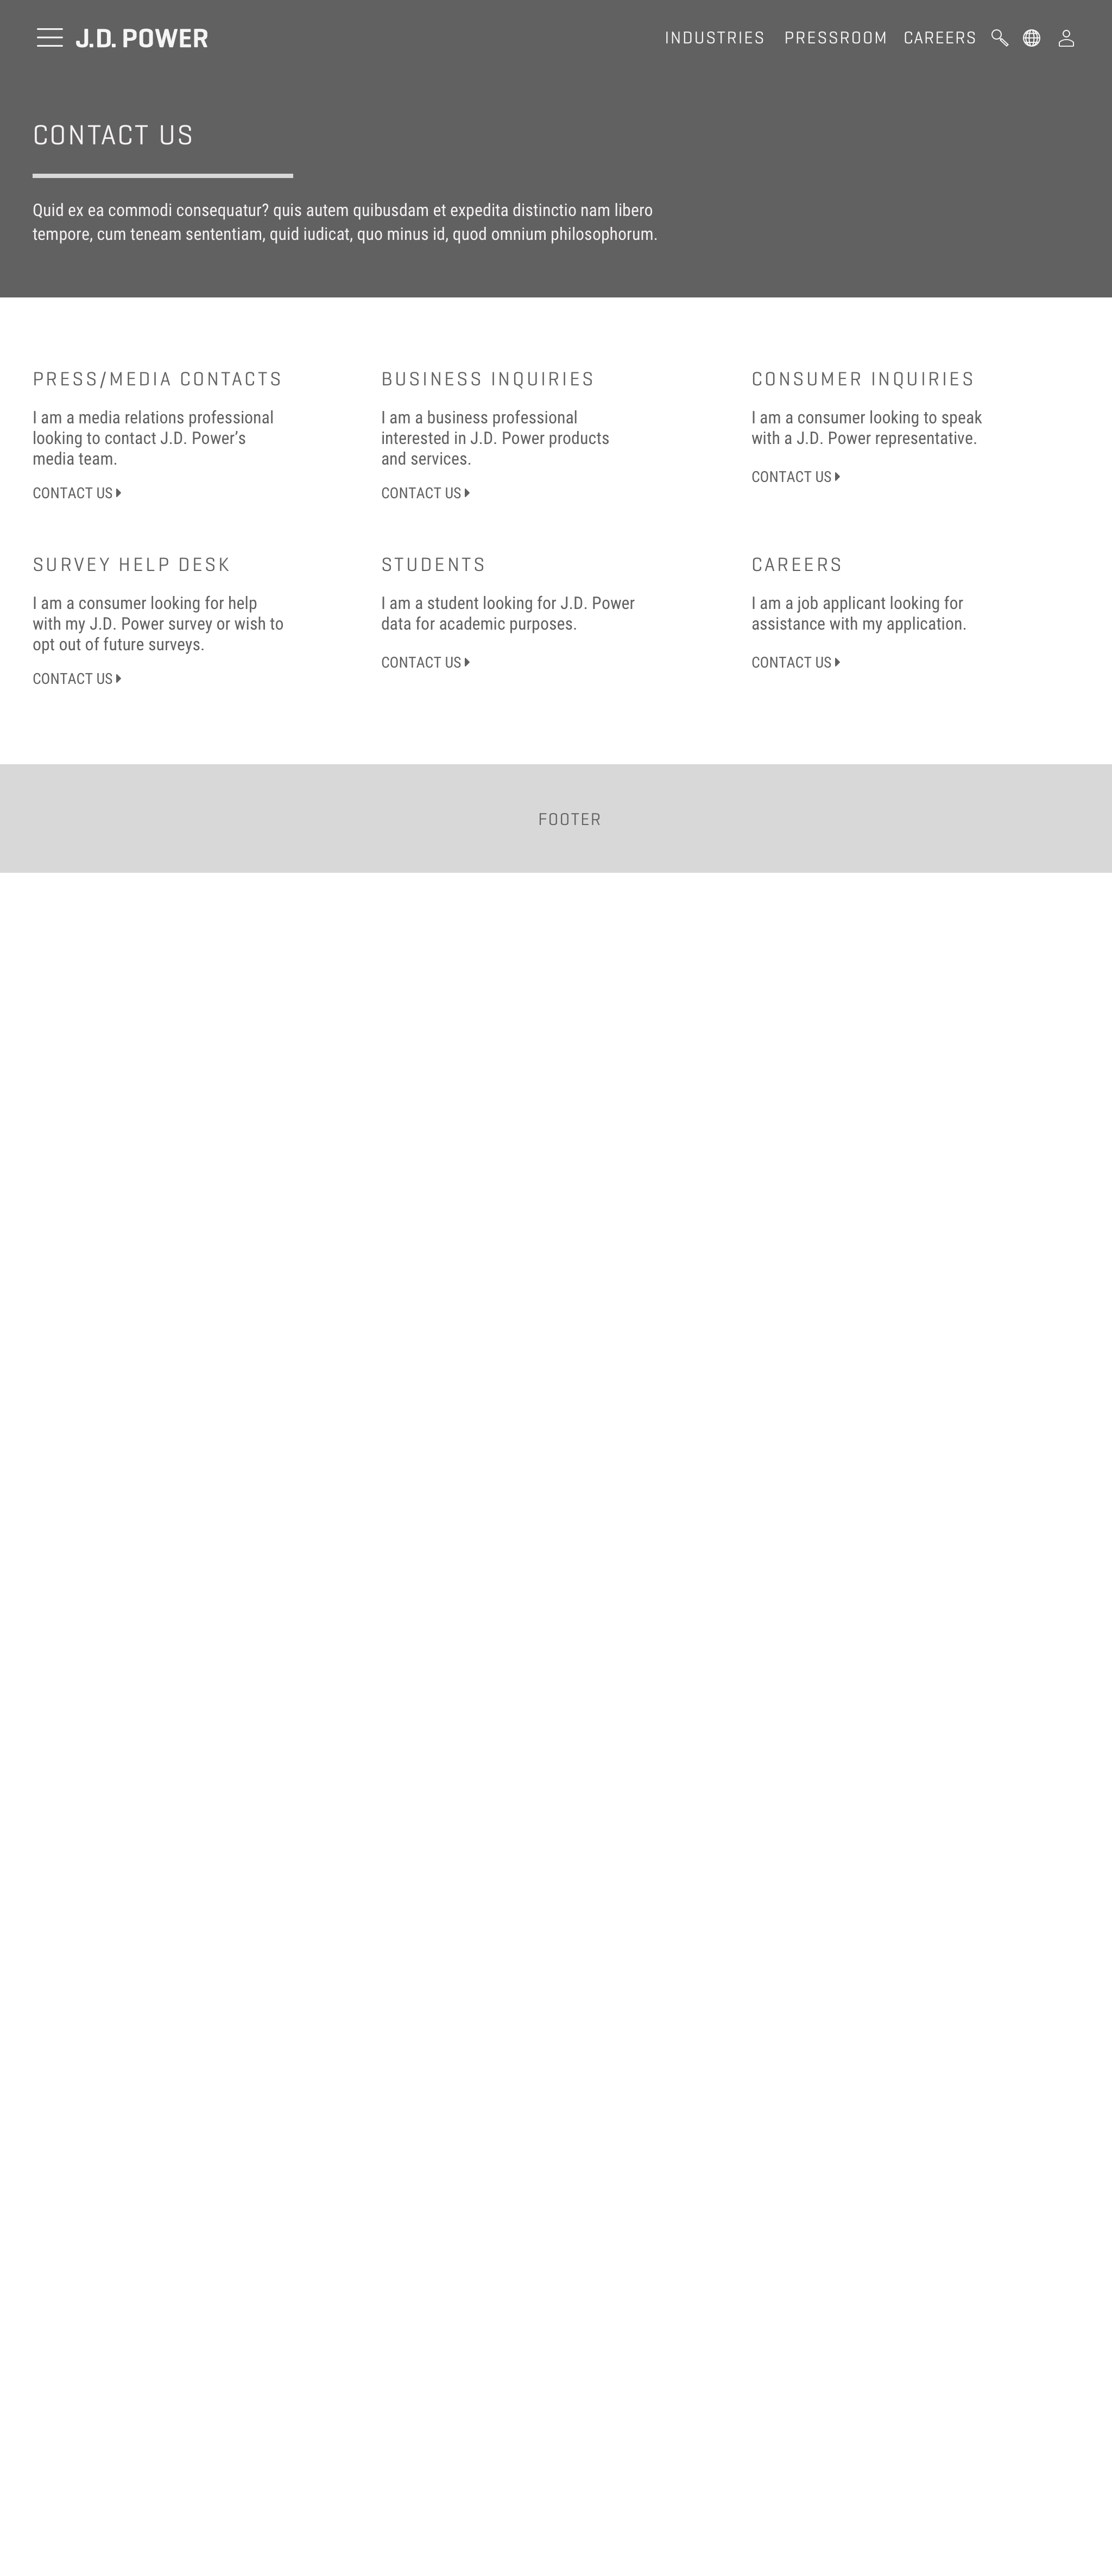 J.D. POWER
INDUSTRIES PRESSROOM CAREERS
CONTACT US
Quid ex ea commodi consequatur? quis autem quibusdam et expedita distinctio nam libero
tempore, cum teneam sententiam, quid iudicat, quo minus id, quod omnium philosophorum.
PRESS/MEDIA CONTACTS
I am a media relations professional
looking to contact J.D. Power’s
media team.
CONTACT US
BUSINESS INQUIRIES
I am a business professional
interested in J.D. Power products
and services.
CONTACT US
CONSUMER INQUIRIES
I am a consumer looking to speak
with a J.D. Power representative.
CONTACT US
SURVEY HELP DESK
I am a consumer looking for help
with my J.D. Power survey or wish to
opt out of future surveys.
CONTACT US
STUDENTS
I am a student looking for J.D. Power
data for academic purposes.
CONTACT US
CAREERS
I am a job applicant looking for
assistance with my application.
CONTACT US
FOOTER